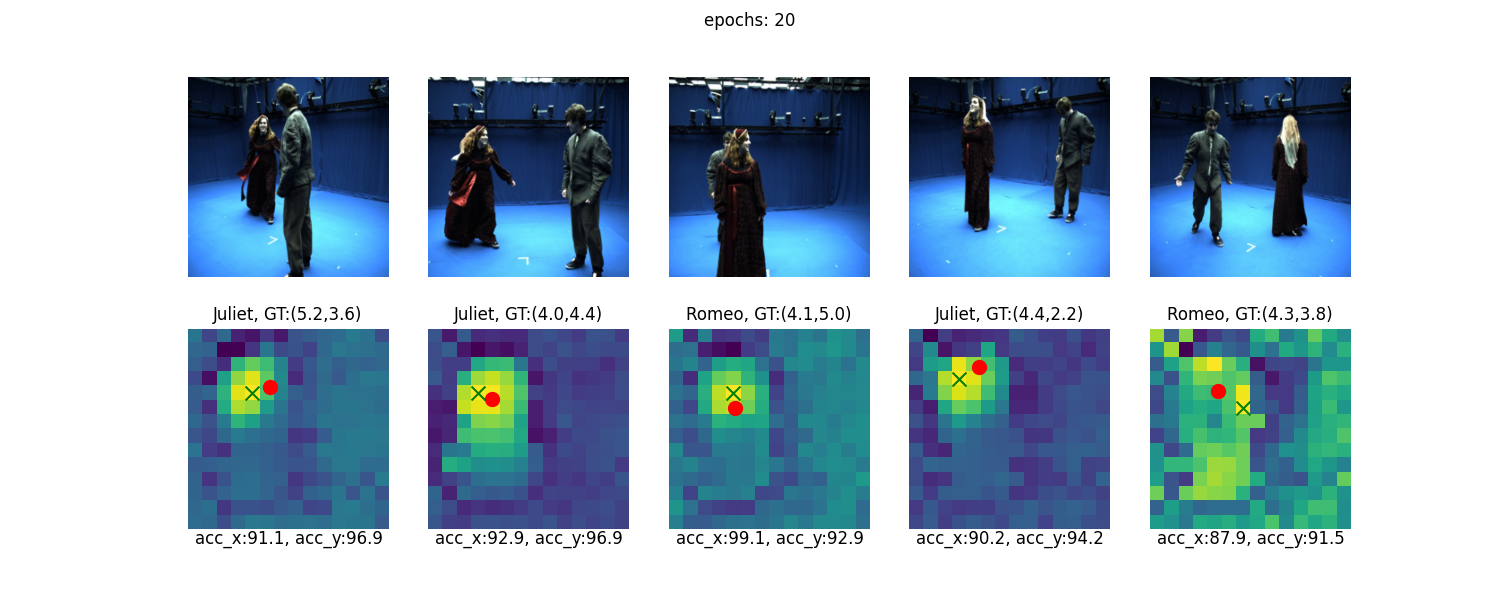 epochs: 20
Juliet, GT:(5.2,3.6)
Juliet, GT:(4.0,4.4)
Romeo, GT:(4.1,5.0)
Juliet, GT:(4.4,2.2)
Romeo, GT:(4.3,3.8)
acc_x:91.1, acc_y:96.9
acc_x:92.9, acc_y:96.9
acc_x:99.1, acc_y:92.9
acc_x:90.2, acc_y:94.2
acc_x:87.9, acc_y:91.5